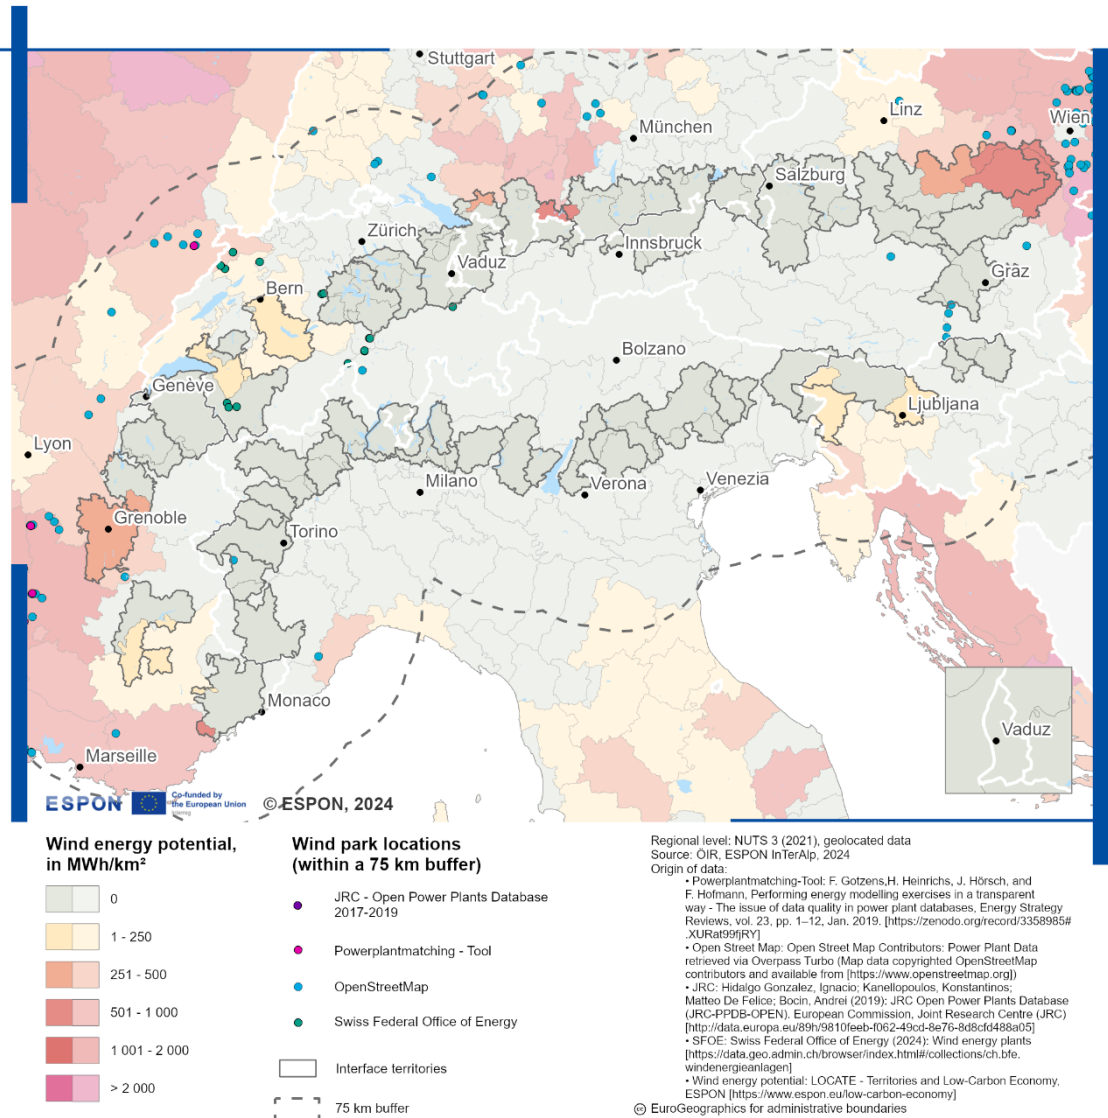 Stuttgart
Linz
Wien
München
Salzburg
Zürich
Innsbruck
Vaduz
Graz
Bern
Bolzano
Genève
Ljubljana
Lyon
Milano
Verona
Venezia
Grenoble
Torino
Monaco
Vaduz
Marseille
ESPON
Co-funded by
the European Union
Interreg
© ESPON, 2024
Wind energy potential,
in MWh/km²
0
1 - 250
251 - 500
501 - 1 000
1 001 - 2 000
> 2 000
Wind park locations
(within a 75 km buffer)
JRC - Open Power Plants Database
2017-2019
Powerplantmatching - Tool
OpenStreetMap
Swiss Federal Office of Energy
Interface territories
75 km buffer
Regional level: NUTS 3 (2021), geolocated data
Source: ÖIR, ESPON InTerAlp, 2024
Origin of data:
• Powerplantmatching-Tool: F. Gotzens,H. Heinrichs, J. Hörsch, and
F. Hofmann, Performing energy modelling exercises in a transparent
way - The issue of data quality in power plant databases, Energy Strategy
Reviews, vol. 23, pp. 1–12, Jan. 2019. [https://zenodo.org/record/3358985#
.XURat99fjRY]
• Open Street Map: Open Street Map Contributors: Power Plant Data
retrieved via Overpass Turbo (Map data copyrighted OpenStreetMap
contributors and available from [https://www.openstreetmap.org])
• JRC: Hidalgo Gonzalez, Ignacio; Kanellopoulos, Konstantinos;
Matteo De Felice; Bocin, Andrei (2019): JRC Open Power Plants Database
(JRC-PPDB-OPEN). European Commission, Joint Research Centre (JRC)
[http://data.europa.eu/89h/9810feeb-f062-49cd-8e76-8d8cfd488a05]
• SFOE: Swiss Federal Office of Energy (2024): Wind energy plants
[https://data.geo.admin.ch/browser/index.html#/collections/ch.bfe.
windenergieanlagen]
• Wind energy potential: LOCATE - Territories and Low-Carbon Economy,
ESPON [https://www.espon.eu/low-carbon-economy]
㏄ EuroGeographics for administrative boundaries